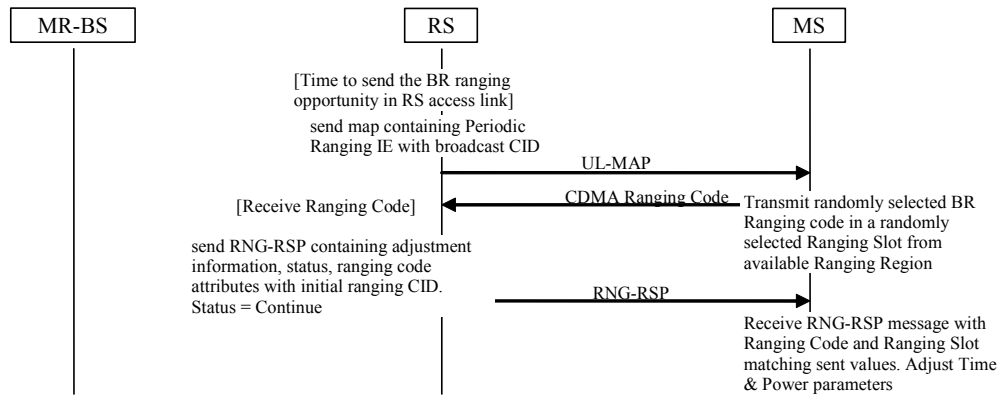 MR-BS
RS
MS
[Time to send the BR ranging
opportunity in RS access link]
send map containing Periodic
Ranging IE with broadcast CID
UL-MAP
CDMA Ranging Code
[Receive Ranging Code]
Transmit randomly selected BR
Ranging code in a randomly
selected Ranging Slot from
available Ranging Region
send RNG-RSP containing adjustment
information, status, ranging code
attributes with initial ranging CID.
Status = Continue
RNG-RSP
Receive RNG-RSP message with
Ranging Code and Ranging Slot
matching sent values. Adjust Time
& Power parameters